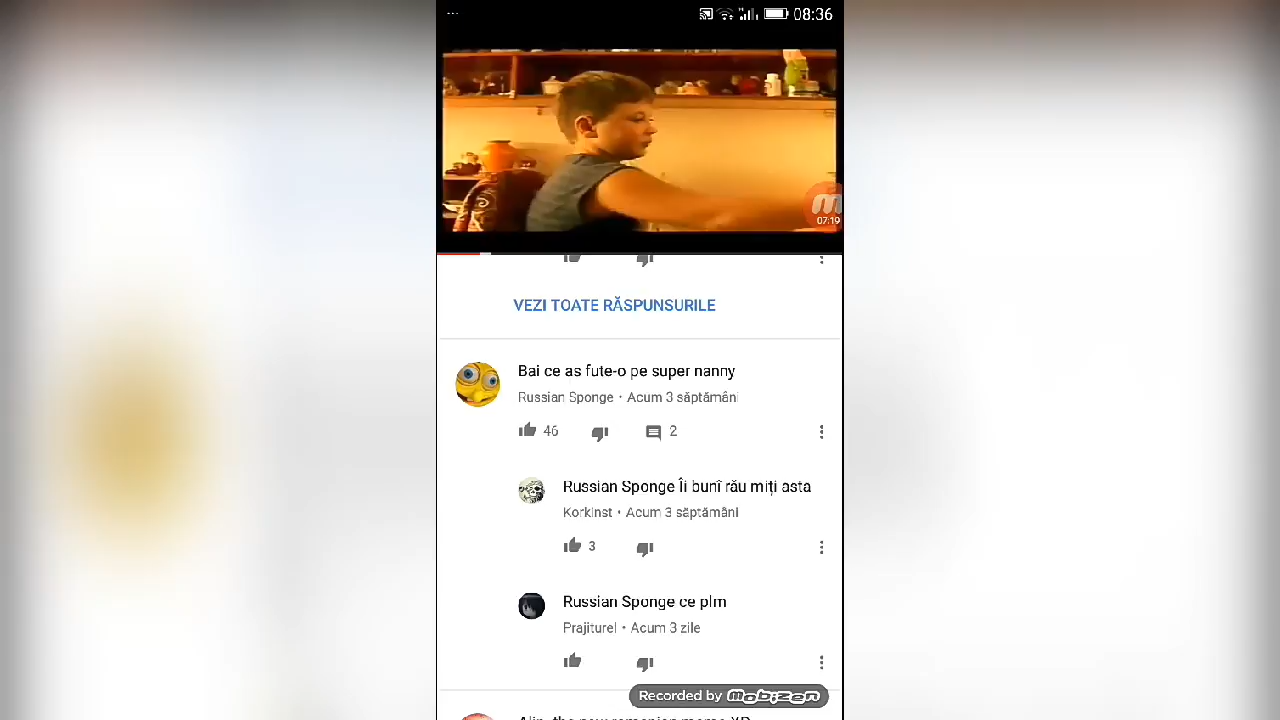 08:36
07:19
VEZI TOATE RĂSPUNSURILE
Bai ce as fute-o pe super nanny
Russian Sponge • Acum 3 săptămâni
46 2
Russian Sponge Îi bunî rău miți asta
KorkInst • Acum 3 săptămâni
3
Russian Sponge ce plm
Prajiturel • Acum 3 zile
Recorded by mobizen